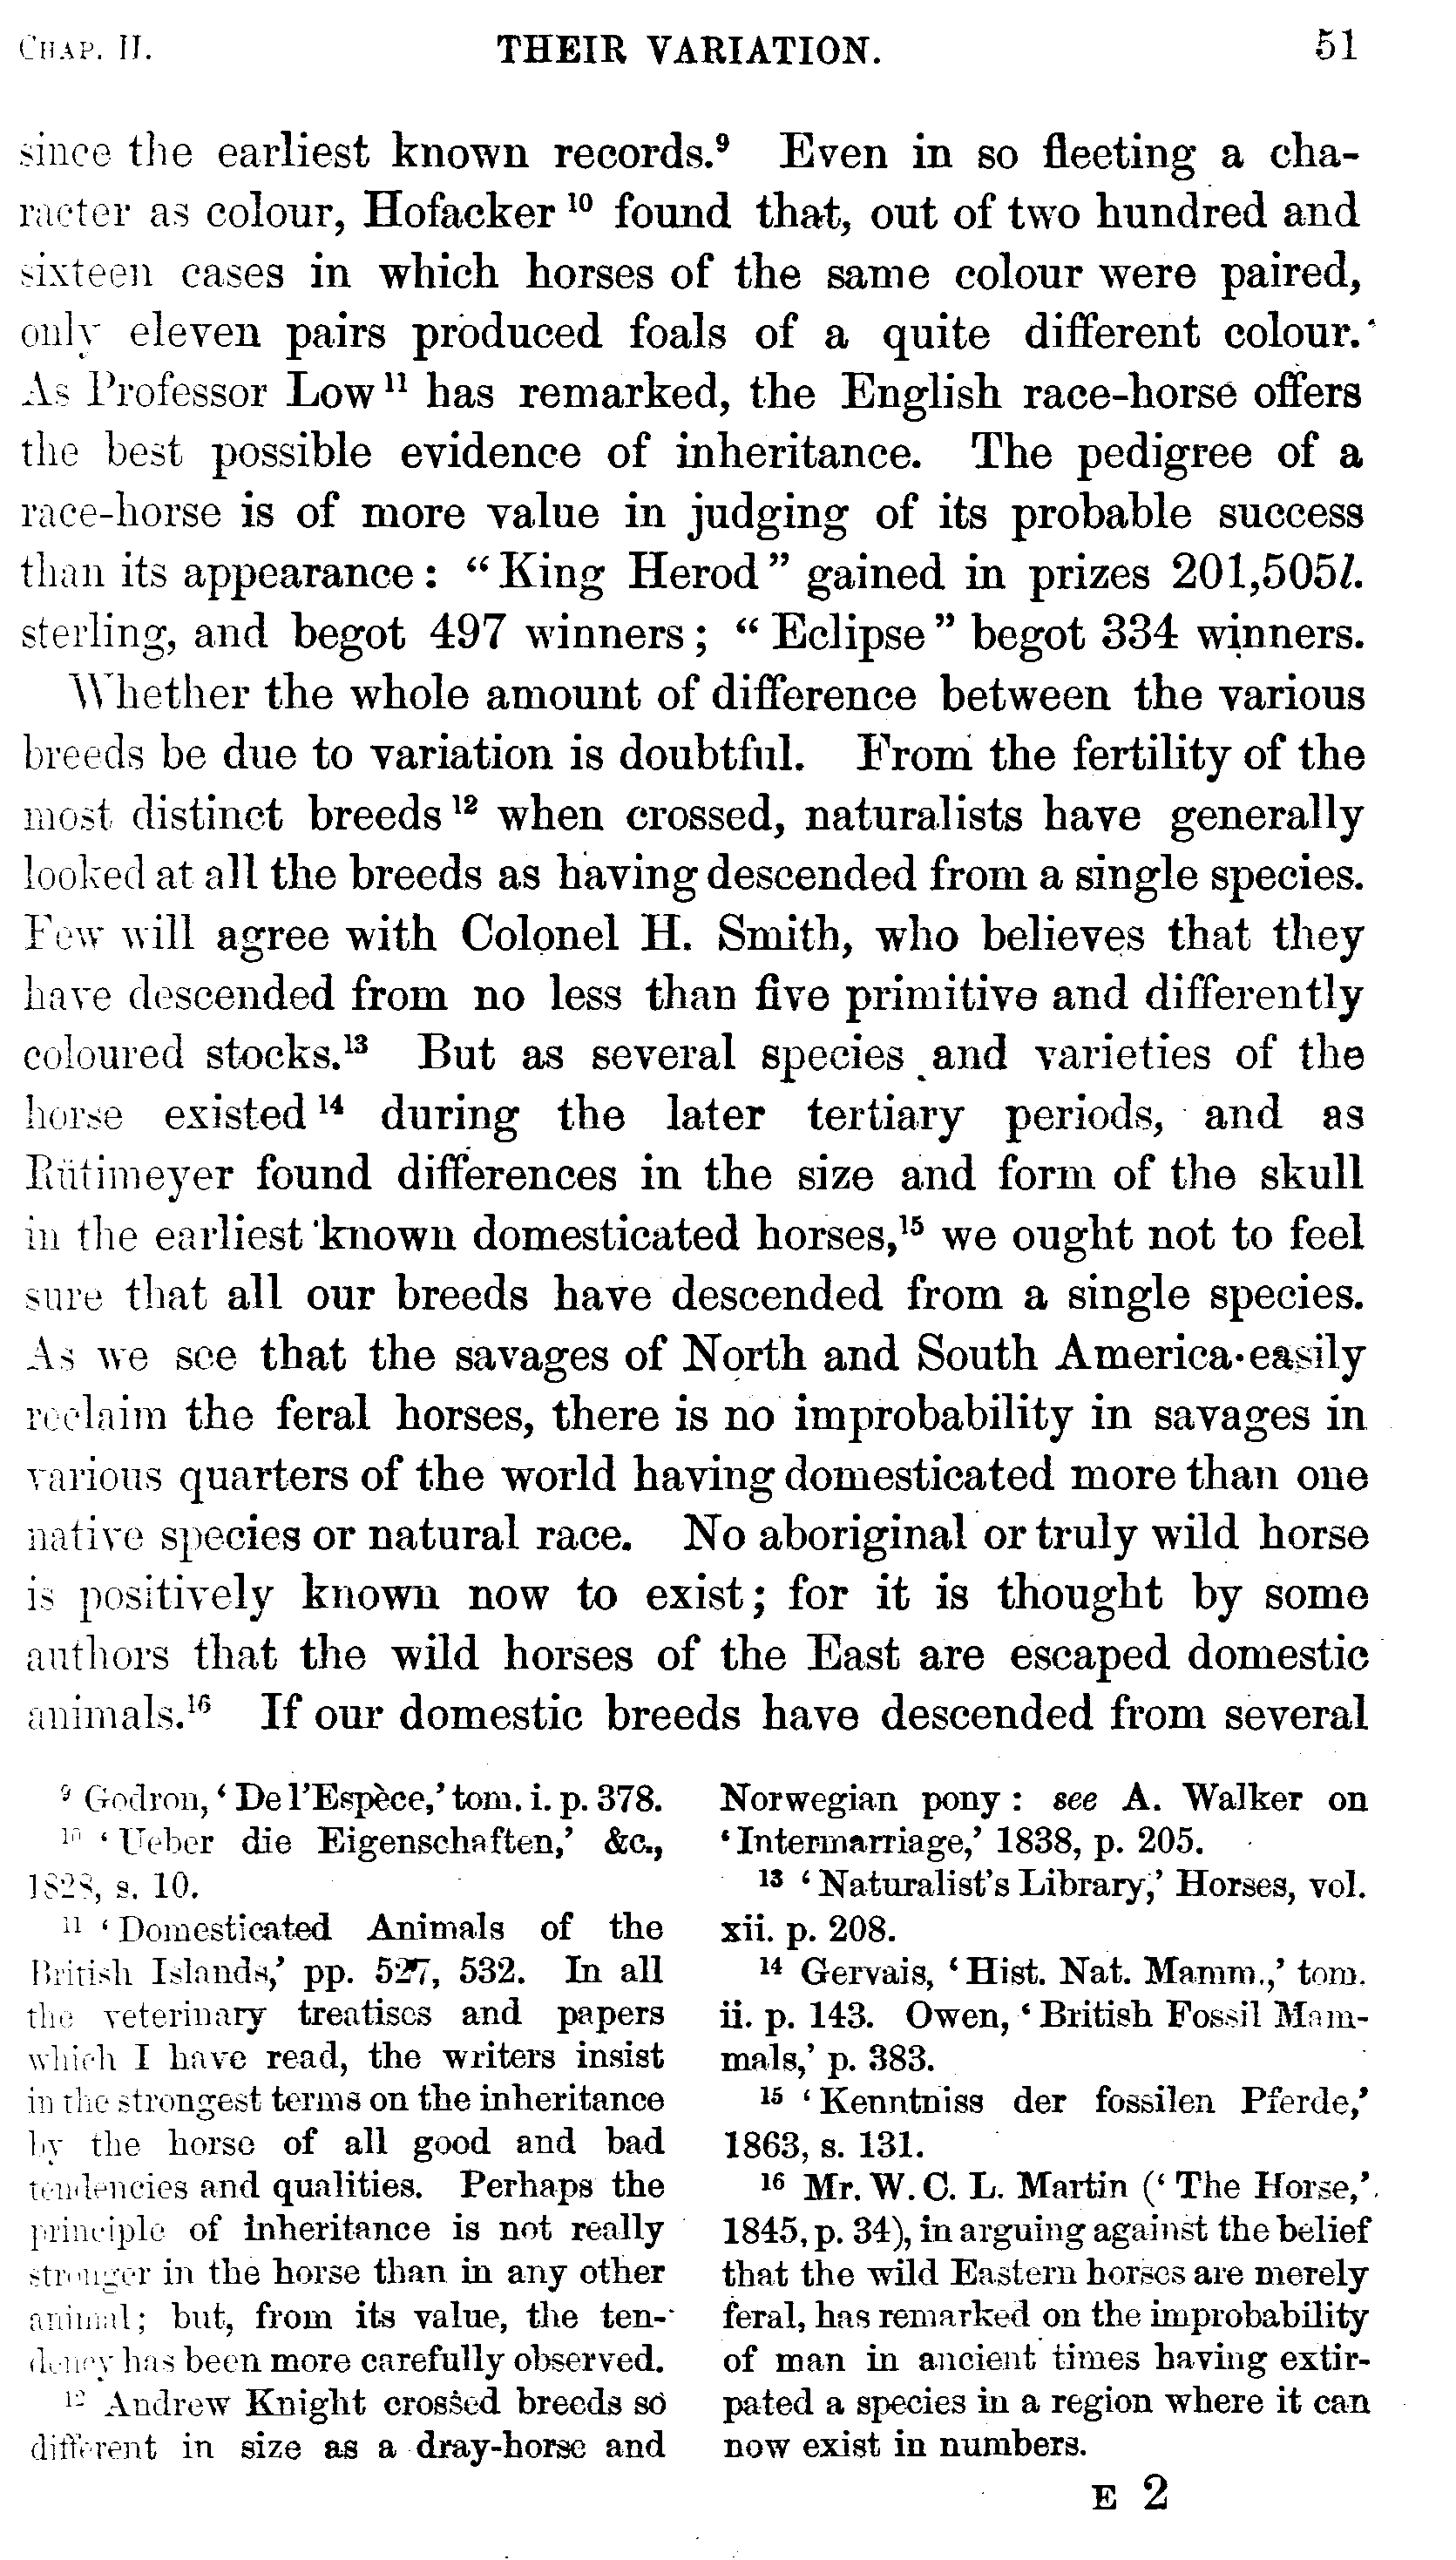 CHAP. II. THEIR VARIATION. 51
since the earliest known records.⁹ Even in so fleeting a cha-
racter as colour, Hofacker ¹⁰ found that, out of two hundred and
sixteen cases in which horses of the same colour were paired,
only eleven pairs produced foals of a quite different colour.
As Professor Low ¹¹ has remarked, the English race-horse offers
the best possible evidence of inheritance. The pedigree of a
race-horse is of more value in judging of its probable success
than its appearance: “King Herod” gained in prizes 201,505l.
sterling, and begot 497 winners; “Eclipse” begot 334 winners.
Whether the whole amount of difference between the various
breeds be due to variation is doubtful. From the fertility of the
most distinct breeds ¹² when crossed, naturalists have generally
looked at all the breeds as having descended from a single species.
Few will agree with Colonel H. Smith, who believes that they
have descended from no less than five primitive and differently
coloured stocks.¹³ But as several species and varieties of the
horse existed ¹⁴ during the later tertiary periods, and as
Rütimeyer found differences in the size and form of the skull
in the earliest known domesticated horses,¹⁵ we ought not to feel
sure that all our breeds have descended from a single species.
As we see that the savages of North and South America easily
reclaim the feral horses, there is no improbability in savages in
various quarters of the world having domesticated more than one
native species or natural race. No aboriginal or truly wild horse
is positively known now to exist; for it is thought by some
authors that the wild horses of the East are escaped domestic
animals.¹⁶ If our domestic breeds have descended from several
⁹ Godron, ‘De l’Espèce,’ tom. i. p. 378.
¹⁰ ‘Ueber die Eigenschaften,’ &c.,
1828, s. 10.
¹¹ ‘Domesticated Animals of the
British Islands,’ pp. 527, 532. In all
the veterinary treatises and papers
which I have read, the writers insist
in the strongest terms on the inheritance
by the horse of all good and bad
tendencies and qualities. Perhaps the
principle of inheritance is not really
stronger in the horse than in any other
animal; but, from its value, the ten-
dency has been more carefully observed.
¹² Andrew Knight crossed breeds so
different in size as a dray-horse and
Norwegian pony: see A. Walker on
‘Intermarriage,’ 1838, p. 205.
¹³ ‘Naturalist’s Library,’ Horses, vol.
xii. p. 208.
¹⁴ Gervais, ‘Hist. Nat. Mamm.,’ tom.
ii. p. 143. Owen, ‘British Fossil Mam-
mals,’ p. 383.
¹⁵ ‘Kenntniss der fossilen Pferde,’
1863, s. 131.
¹⁶ Mr. W. C. L. Martin (‘The Horse,’
1845, p. 34), in arguing against the belief
that the wild Eastern horses are merely
feral, has remarked on the improbability
of man in ancient times having extir-
pated a species in a region where it can
now exist in numbers.
E 2